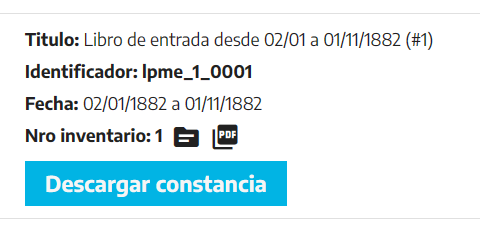 Titulo: Libro de entrada desde 02/01 a 01/11/1882 (#1)
Identificador: lpme_1_0001
Fecha: 02/01/1882 a 01/11/1882
Nro inventario: 1 PDF
Descargar constancia